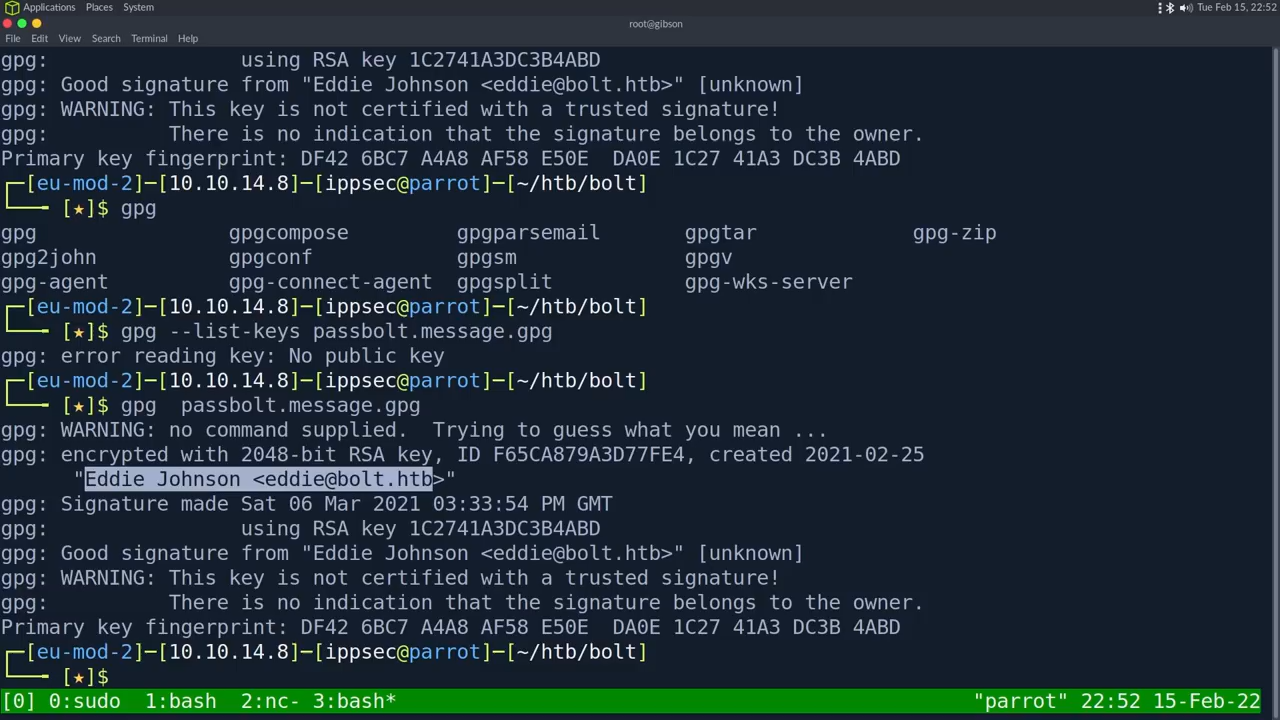 Applications Places System
Tue Feb 15, 22:52
root@gibson
File Edit View Search Terminal Help
gpg:                using RSA key 1C2741A3DC3B4ABD
gpg: Good signature from "Eddie Johnson <eddie@bolt.htb>" [unknown]
gpg: WARNING: This key is not certified with a trusted signature!
gpg:          There is no indication that the signature belongs to the owner.
Primary key fingerprint: DF42 6BC7 A4A8 AF58 E50E  DA0E 1C27 41A3 DC3B 4ABD
┌─[eu-mod-2]─[10.10.14.8]─[ippsec@parrot]─[~/htb/bolt]
└──╼ [★]$ gpg
gpg                gpgcompose         gpgparsemail       gpgtar             gpg-zip
gpg2john           gpgconf            gpgsm              gpgv
gpg-agent          gpg-connect-agent  gpgsplit           gpg-wks-server
┌─[eu-mod-2]─[10.10.14.8]─[ippsec@parrot]─[~/htb/bolt]
└──╼ [★]$ gpg --list-keys passbolt.message.gpg
gpg: error reading key: No public key
┌─[eu-mod-2]─[10.10.14.8]─[ippsec@parrot]─[~/htb/bolt]
└──╼ [★]$ gpg  passbolt.message.gpg
gpg: WARNING: no command supplied.  Trying to guess what you mean ...
gpg: encrypted with 2048-bit RSA key, ID F65CA879A3D77FE4, created 2021-02-25
      "Eddie Johnson <eddie@bolt.htb>"
gpg: Signature made Sat 06 Mar 2021 03:33:54 PM GMT
gpg:                using RSA key 1C2741A3DC3B4ABD
gpg: Good signature from "Eddie Johnson <eddie@bolt.htb>" [unknown]
gpg: WARNING: This key is not certified with a trusted signature!
gpg:          There is no indication that the signature belongs to the owner.
Primary key fingerprint: DF42 6BC7 A4A8 AF58 E50E  DA0E 1C27 41A3 DC3B 4ABD
┌─[eu-mod-2]─[10.10.14.8]─[ippsec@parrot]─[~/htb/bolt]
└──╼ [★]$
[0] 0:sudo  1:bash  2:nc- 3:bash*    "parrot" 22:52 15-Feb-22